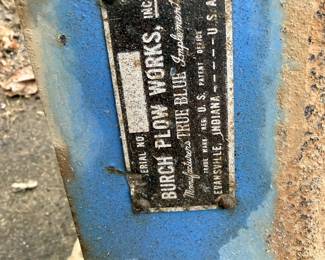 SERIAL NO.
BURCH PLOW WORKS, INC.
Manufacturers TRUE BLUE Implements
TRADE MARK REG. U.S. PATENT OFFICE
EVANSVILLE, INDIANA ----- U.S.A.